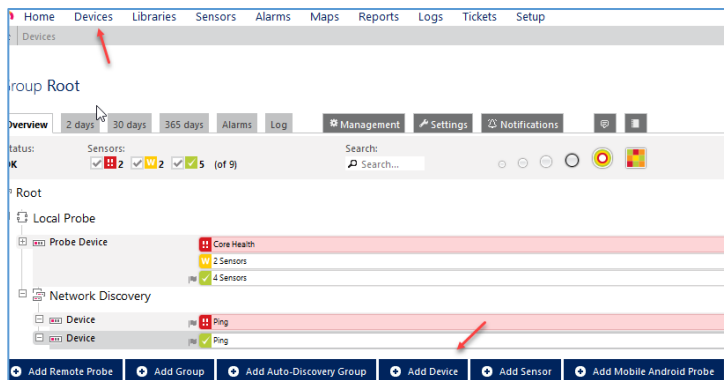 Home Devices Libraries Sensors Alarms Maps Reports Logs Tickets Setup
Devices
Group Root
Overview 2 days 30 days 365 days Alarms Log Management Settings Notifications
Status: Sensors: Search:
OK 2 W 2 5 (of 9) Search...
Root
Local Probe
Probe Device !! Core Health
W 2 Sensors
4 Sensors
Network Discovery
Device !! Ping
Device Ping
Add Remote Probe Add Group Add Auto-Discovery Group Add Device Add Sensor Add Mobile Android Probe